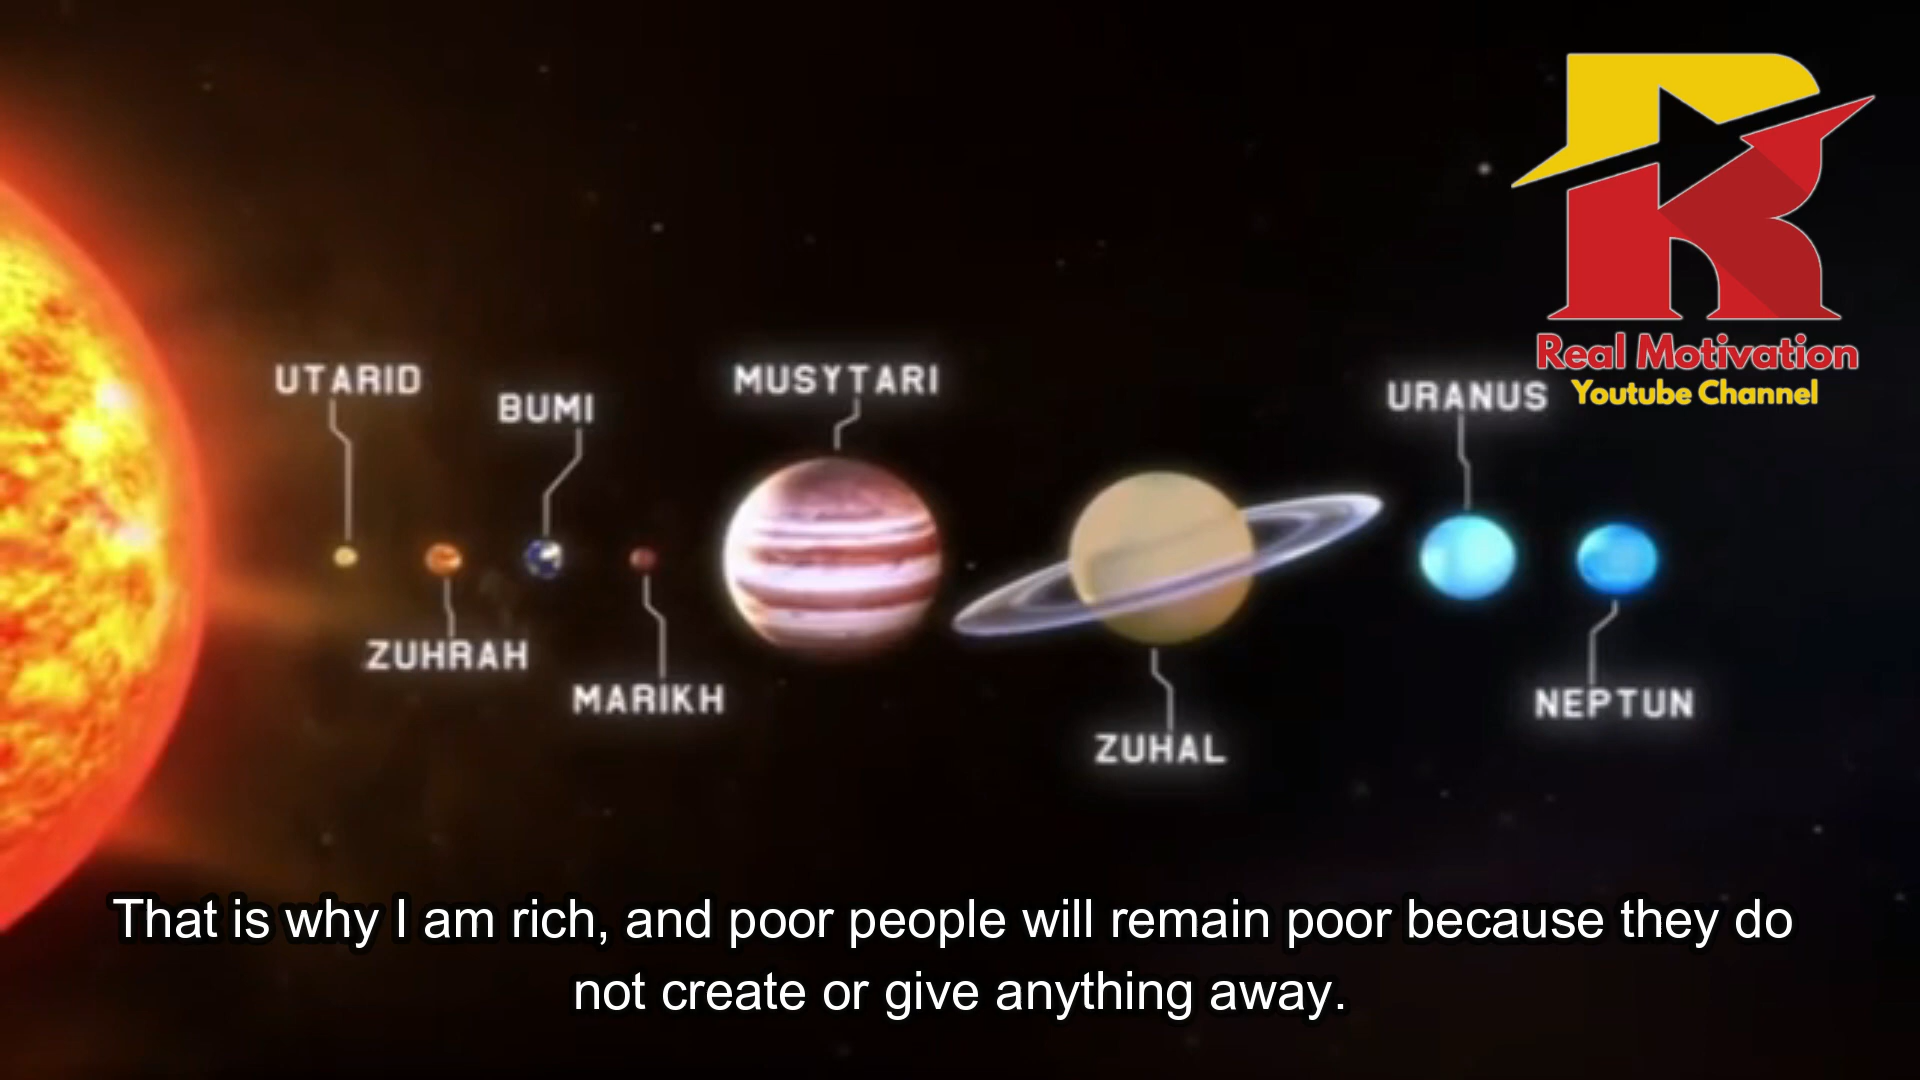 Real Motivation
Youtube Channel
UTARID
BUMI
MUSYTARI
URANUS
ZUHRAH
MARIKH
ZUHAL
NEPTUN
That is why I am rich, and poor people will remain poor because they do
not create or give anything away.